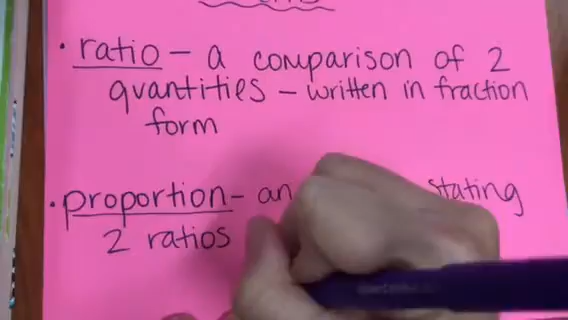 • ratio - a comparison of 2
quantities - written in fraction
form
• proportion - an stating
2 ratios